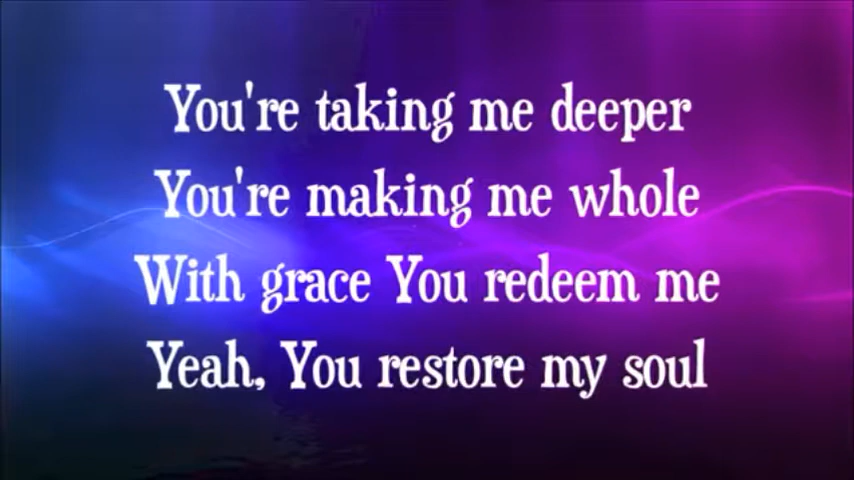 You're taking me deeper
You're making me whole
With grace You redeem me
Yeah, You restore my soul